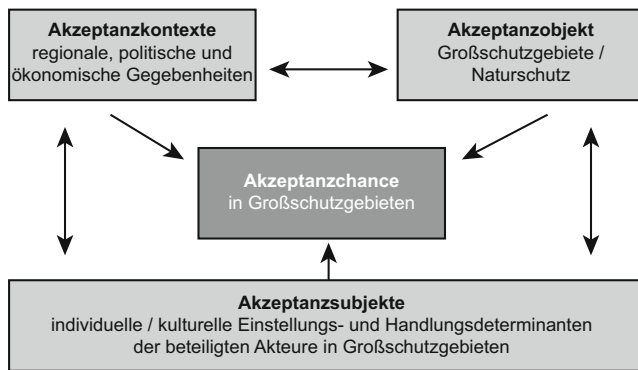 Akzeptanzkontexte
regionale, politische und
ökonomische Gegebenheiten
Akzeptanzobjekt
Großschutzgebiete /
Naturschutz
Akzeptanzchance
in Großschutzgebieten
Akzeptanzsubjekte
individuelle / kulturelle Einstellungs- und Handlungsdeterminanten
der beteiligten Akteure in Großschutzgebieten